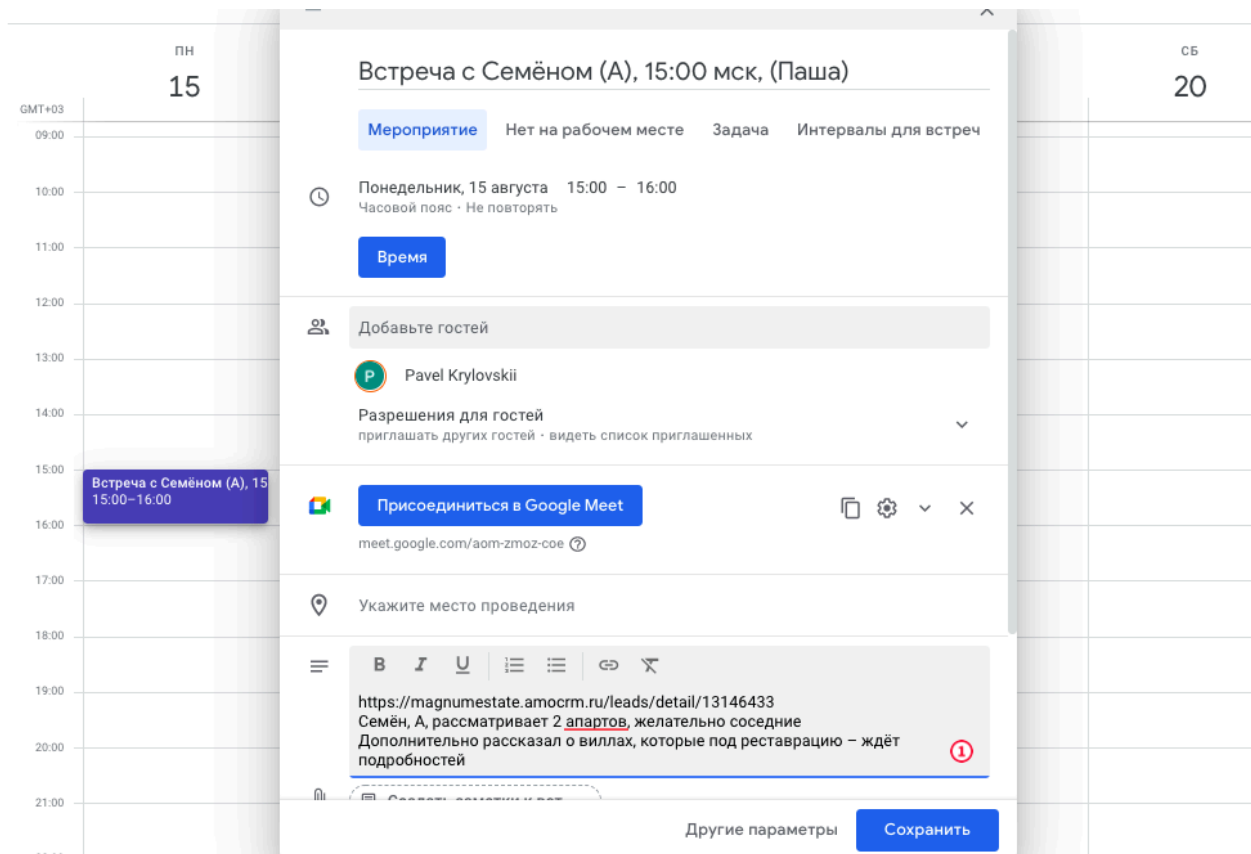 ПН
15
СБ
20
GMT+03
09:00
10:00
11:00
12:00
13:00
14:00
15:00
16:00
17:00
18:00
19:00
20:00
21:00
Встреча с Семёном (А), 15
15:00–16:00
Встреча с Семёном (А), 15:00 мск, (Паша)
Мероприятие Нет на рабочем месте Задача Интервалы для встреч
Понедельник, 15 августа 15:00 – 16:00
Часовой пояс · Не повторять
Время
Добавьте гостей
P Pavel Krylovskii
Разрешения для гостей
приглашать других гостей · видеть список приглашенных
Присоединиться в Google Meet
meet.google.com/aom-zmoz-coe
Укажите место проведения
B I U
https://magnumestate.amocrm.ru/leads/detail/13146433
Семён, А, рассматривает 2 апартов, желательно соседние
Дополнительно рассказал о виллах, которые под реставрацию – ждёт
подробностей
1
Другие параметры Сохранить